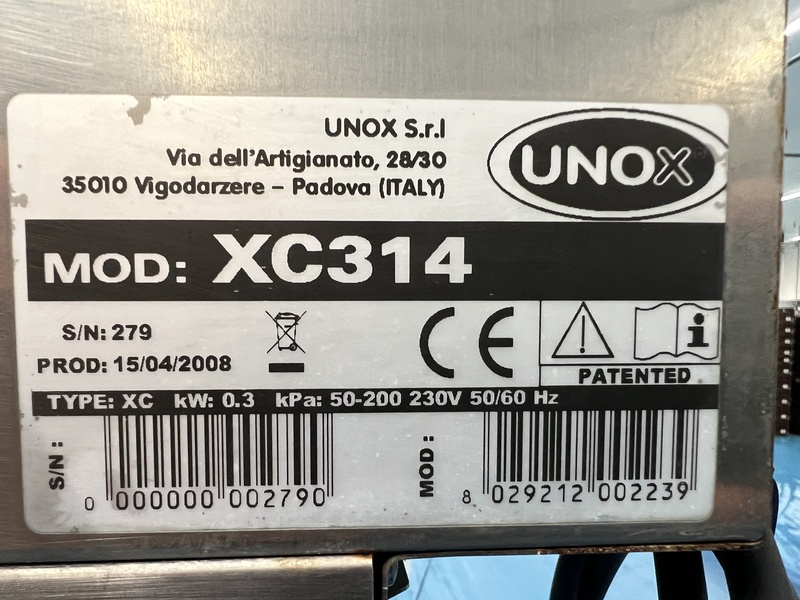 UNOX S.r.l
Via dell'Artigianato, 28/30
35010 Vigodarzere – Padova (ITALY)
UNOX
MOD: XC314
S/N: 279
PROD: 15/04/2008
CE
i
PATENTED
TYPE: XC kW: 0.3 kPa: 50-200 230V 50/60 Hz
S/N :
0 000000 002790
MOD :
8 029212 002239